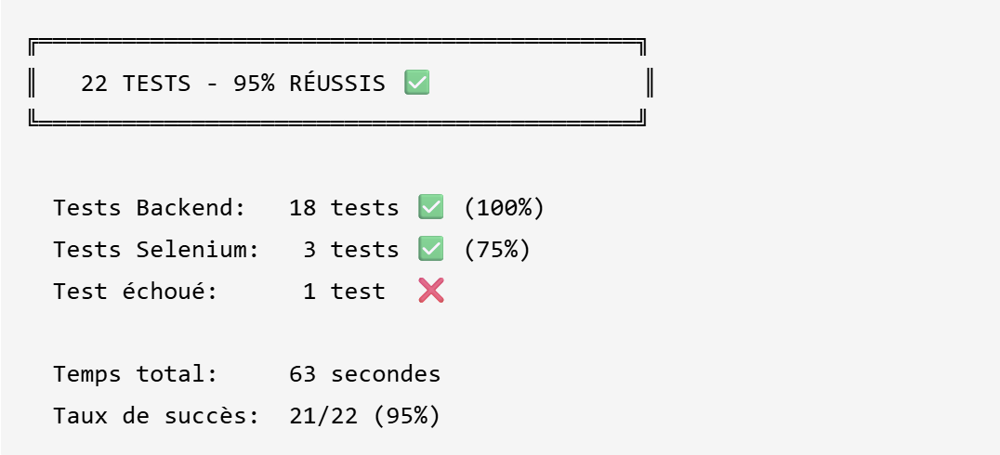 22 TESTS - 95% RÉUSSIS ✅
Tests Backend: 18 tests ✅ (100%)
Tests Selenium: 3 tests ✅ (75%)
Test échoué: 1 test ❌
Temps total: 63 secondes
Taux de succès: 21/22 (95%)